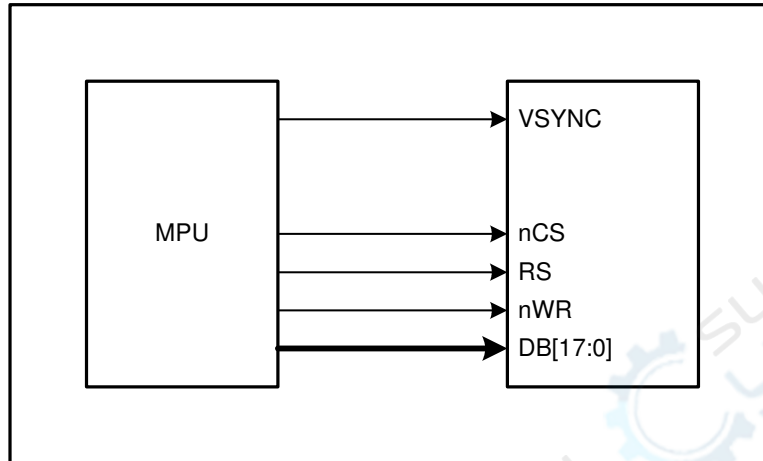 VSYNC
MPU
nCS
RS
nWR
DB[17:0]